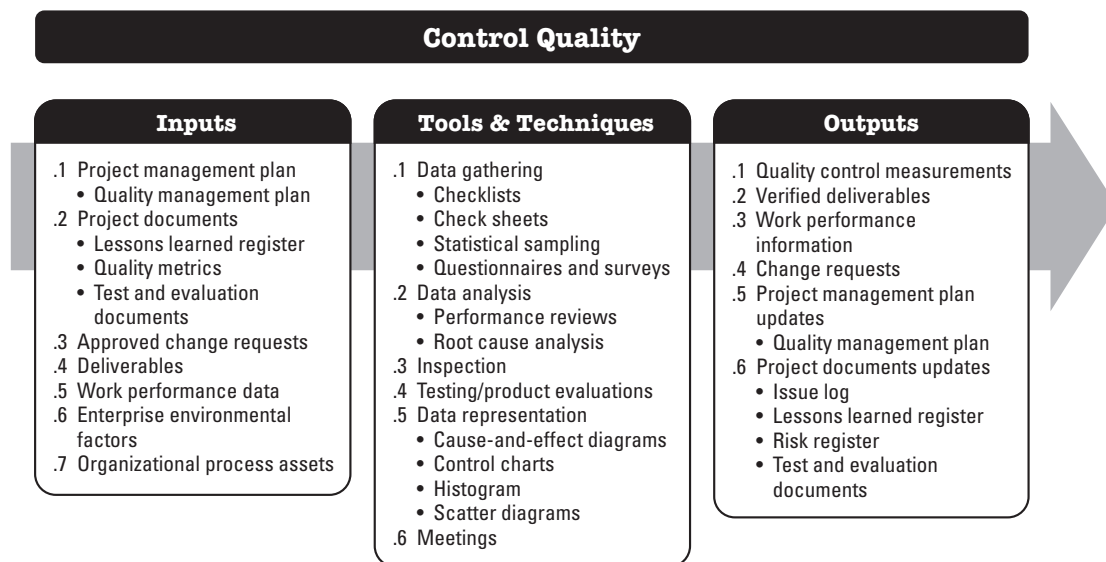 Control Quality
Inputs
.1 Project management plan
• Quality management plan
.2 Project documents
• Lessons learned register
• Quality metrics
• Test and evaluation
documents
.3 Approved change requests
.4 Deliverables
.5 Work performance data
.6 Enterprise environmental
factors
.7 Organizational process assets
Tools & Techniques
.1 Data gathering
• Checklists
• Check sheets
• Statistical sampling
• Questionnaires and surveys
.2 Data analysis
• Performance reviews
• Root cause analysis
.3 Inspection
.4 Testing/product evaluations
.5 Data representation
• Cause-and-effect diagrams
• Control charts
• Histogram
• Scatter diagrams
.6 Meetings
Outputs
.1 Quality control measurements
.2 Verified deliverables
.3 Work performance
information
.4 Change requests
.5 Project management plan
updates
• Quality management plan
.6 Project documents updates
• Issue log
• Lessons learned register
• Risk register
• Test and evaluation
documents